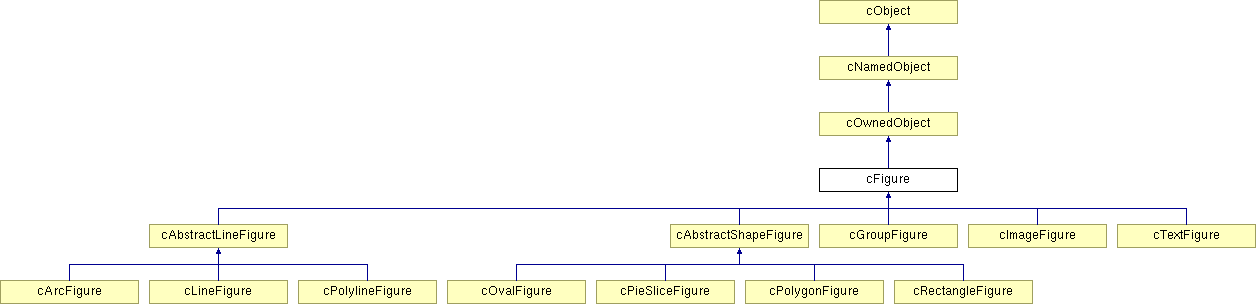 cObject
cNamedObject
cOwnedObject
cFigure
cAbstractLineFigure
cAbstractShapeFigure
cGroupFigure
cImageFigure
cTextFigure
cArcFigure
cLineFigure
cPolylineFigure
cOvalFigure
cPieSliceFigure
cPolygonFigure
cRectangleFigure